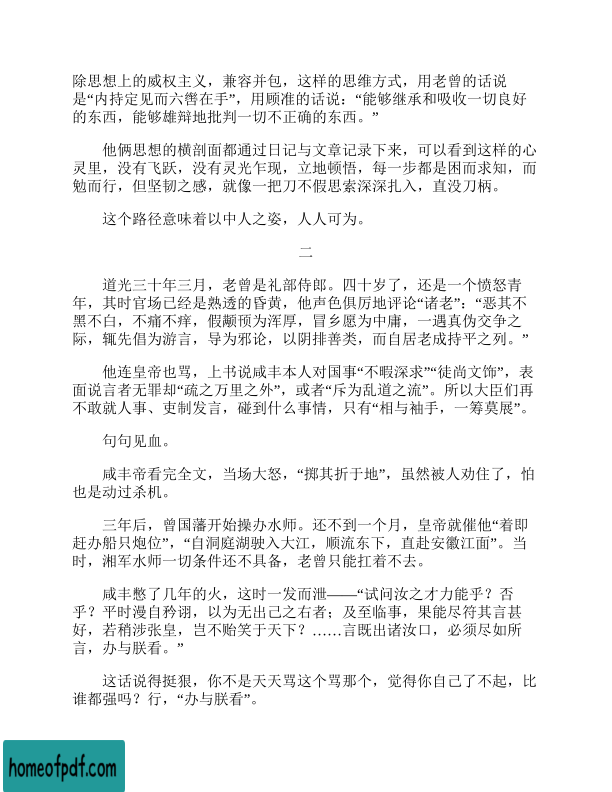 除思想上的威权主义，兼容并包，这样的思维方式，用老曾的话说
是“内持定见而六辔在手”，用顾准的话说：“能够继承和吸收一切良好
的东西，能够雄辩地批判一切不正确的东西。”
他俩思想的横剖面都通过日记与文章记录下来，可以看到这样的心
灵里，没有飞跃，没有灵光乍现，立地顿悟，每一步都是困而求知，而
勉而行，但坚韧之感，就像一把刀不假思索深深扎入，直没刀柄。
这个路径意味着以中人之姿，人人可为。
二
道光三十年三月，老曾是礼部侍郎。四十岁了，还是一个愤怒青
年，其时官场已经是熟透的昏黄，他声色俱厉地评论“诸老”：“恶其不
黑不白，不痛不痒，假颟顸为浑厚，冒乡愿为中庸，一遇真伪交争之
际，辄先倡为游言，导为邪论，以阴排善类，而自居老成持平之列。”
他连皇帝也骂，上书说咸丰本人对国事“不暇深求”“徒尚文饰”，表
面说言者无罪却“疏之万里之外”，或者“斥为乱道之流”。所以大臣们再
不敢就人事、吏制发言，碰到什么事情，只有“相与袖手，一筹莫展”。
句句见血。
咸丰帝看完全文，当场大怒，“掷其折于地”，虽然被人劝住了，怕
也是动过杀机。
三年后，曾国藩开始操办水师。还不到一个月，皇帝就催他“着即
赶办船只炮位”，“自洞庭湖驶入大江，顺流东下，直赴安徽江面”。当
时，湘军水师一切条件还不具备，老曾只能扛着不去。
咸丰憋了几年的火，这时一发而泄——“试问汝之才力能乎？否
乎？平时漫自矜诩，以为无出己之右者；及至临事，果能尽符其言甚
好，若稍涉张皇，岂不贻笑于天下？……言既出诸汝口，必须尽如所
言，办与朕看。”
这话说得挺狠，你不是天天骂这个骂那个，觉得你自己了不起，比
谁都强吗？行，“办与朕看”。
homeofpdf.com